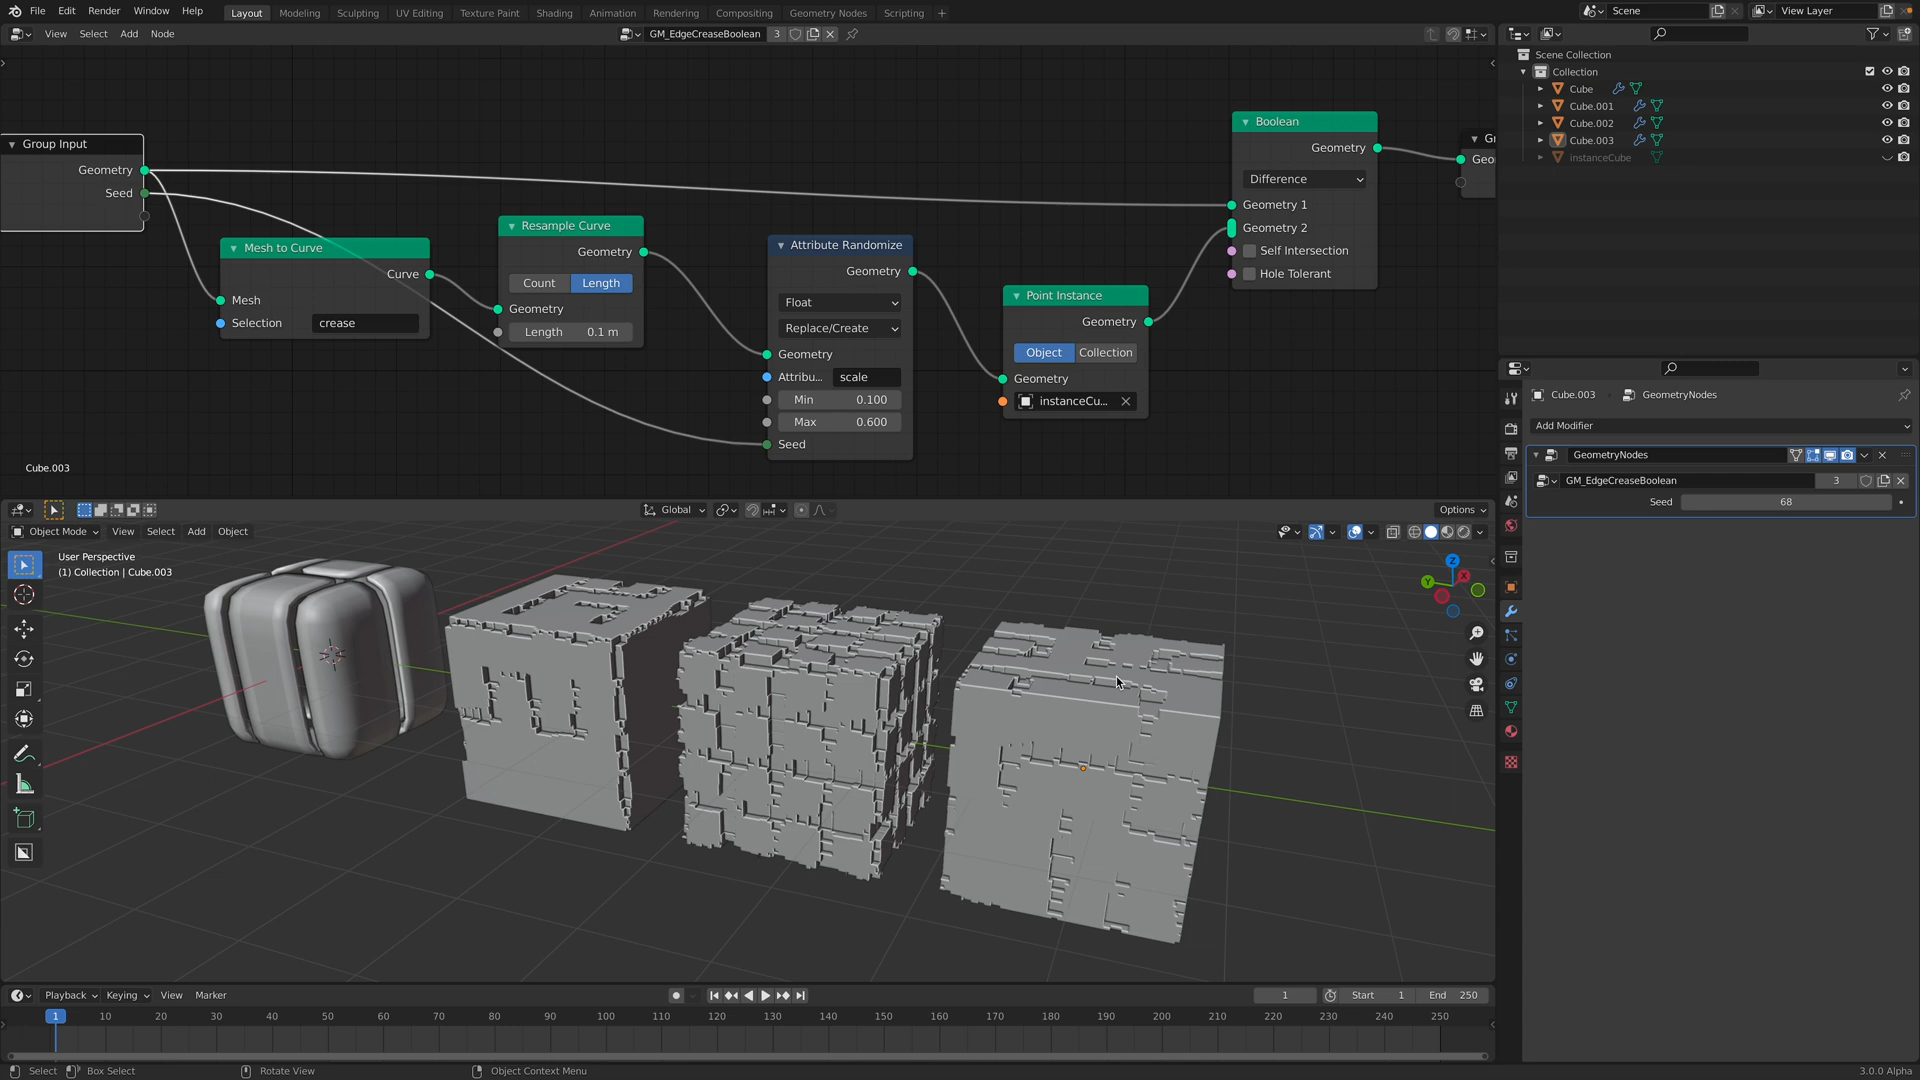 File Edit Render Window Help Layout Modeling Sculpting UV Editing Texture Paint Shading Animation Rendering Compositing Geometry Nodes Scripting + Scene View Layer
View Select Add Node GM_EdgeCreaseBoolean 3
Scene Collection
Collection
Cube
Cube.001
Cube.002
Cube.003
instanceCube
Group Input
Geometry
Seed
Mesh to Curve
Curve
Mesh
Selection crease
Resample Curve
Geometry
Count Length
Geometry
Length 0.1 m
Attribute Randomize
Geometry
Float
Replace/Create
Geometry
Attribu... scale
Min 0.100
Max 0.600
Seed
Point Instance
Geometry
Object Collection
Geometry
instanceCu...
Boolean
Geometry
Difference
Geometry 1
Geometry 2
Self Intersection
Hole Tolerant
Gr
Geo
Cube.003
Cube.003 GeometryNodes
Add Modifier
GeometryNodes
GM_EdgeCreaseBoolean 3
Seed 68
Global Options
Object Mode View Select Add Object
User Perspective
(1) Collection | Cube.003
Z
X
Y
Playback Keying View Marker 1 Start 1 End 250
1 10 20 30 40 50 60 70 80 90 100 110 120 130 140 150 160 170 180 190 200 210 220 230 240 250
Select Box Select Rotate View Object Context Menu 3.0.0 Alpha